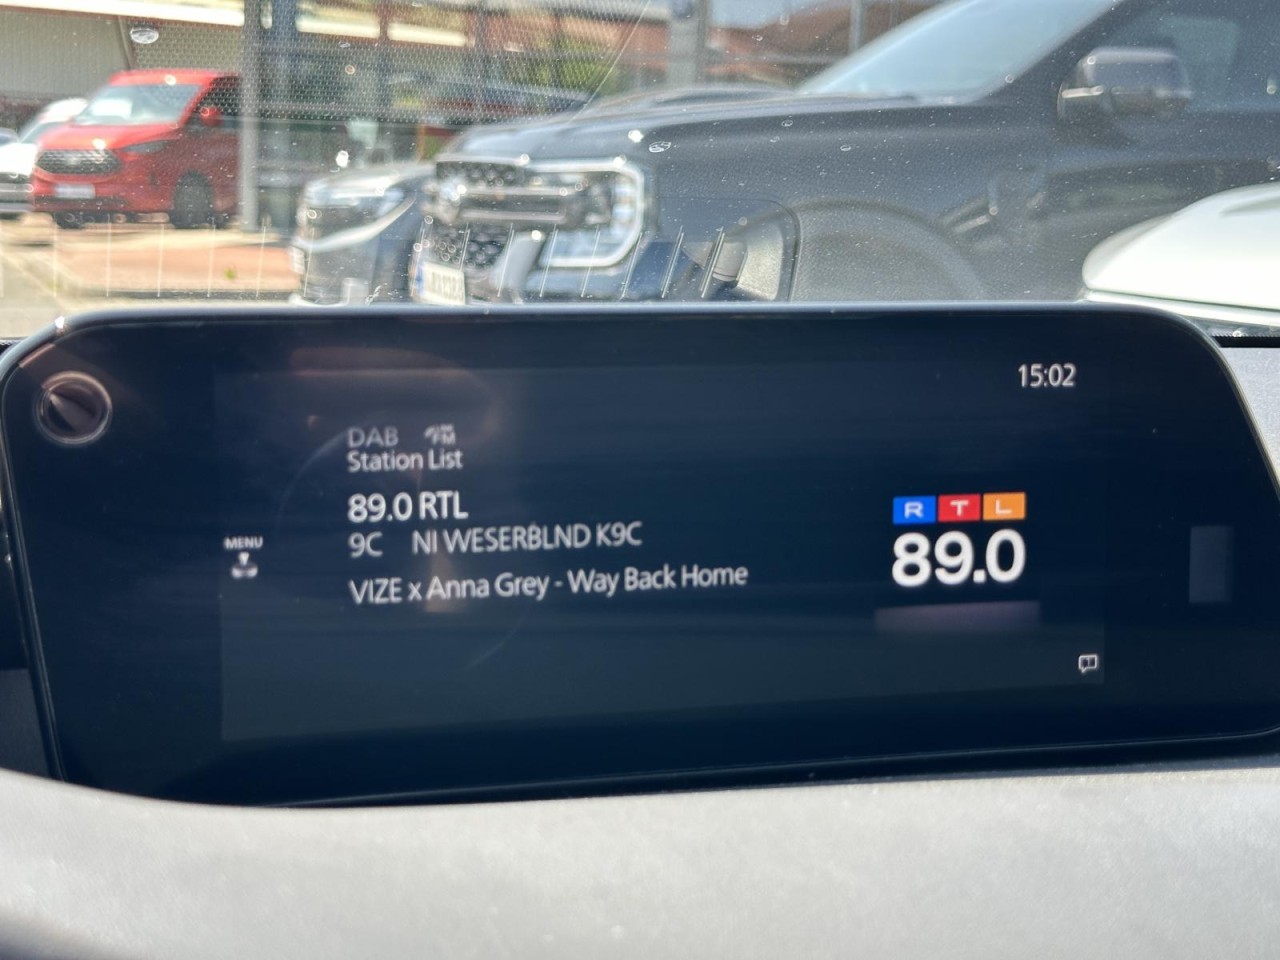 15:02
DAB FM
Station List
89.0 RTL
9C NI WESERBLND K9C
VIZE x Anna Grey - Way Back Home
MENU
RTL
89.0